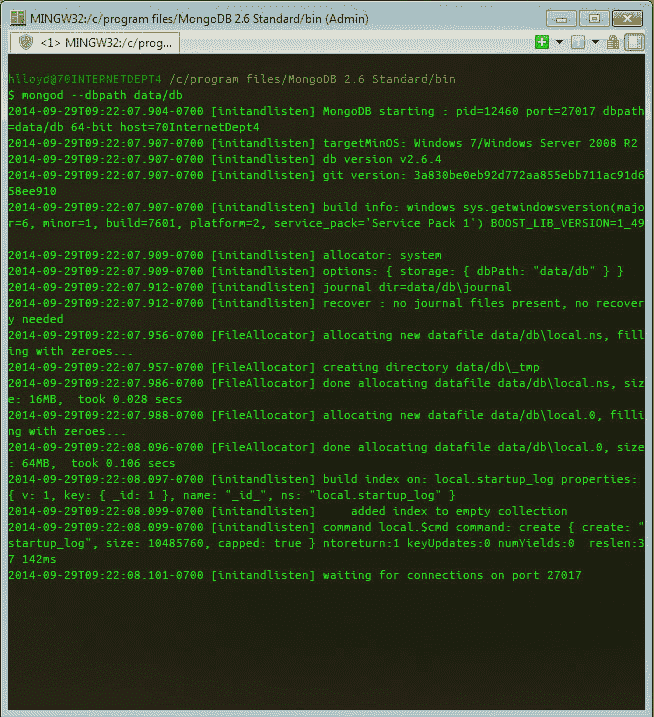 MINGW32:/c/program files/MongoDB 2.6 Standard/bin (Admin)
<1> MINGW32:/c/prog...
hlloyd@70INTERNETDEPT4 /c/program files/MongoDB 2.6 Standard/bin
$ mongod --dbpath data/db
2014-09-29T09:22:07.904-0700 [initandlisten] MongoDB starting : pid=12460 port=27017 dbpath
=data/db 64-bit host=70InternetDept4
2014-09-29T09:22:07.907-0700 [initandlisten] targetMinOS: Windows 7/Windows Server 2008 R2
2014-09-29T09:22:07.907-0700 [initandlisten] db version v2.6.4
2014-09-29T09:22:07.907-0700 [initandlisten] git version: 3a830be0eb92d772aa855ebb711ac91d6
58ee910
2014-09-29T09:22:07.907-0700 [initandlisten] build info: windows sys.getwindowsversion(majo
r=6, minor=1, build=7601, platform=2, service_pack='Service Pack 1') BOOST_LIB_VERSION=1_49
2014-09-29T09:22:07.909-0700 [initandlisten] allocator: system
2014-09-29T09:22:07.909-0700 [initandlisten] options: { storage: { dbPath: "data/db" } }
2014-09-29T09:22:07.912-0700 [initandlisten] journal dir=data/db\journal
2014-09-29T09:22:07.912-0700 [initandlisten] recover : no journal files present, no recover
y needed
2014-09-29T09:22:07.956-0700 [FileAllocator] allocating new datafile data/db\local.ns, fill
ing with zeroes...
2014-09-29T09:22:07.957-0700 [FileAllocator] creating directory data/db\_tmp
2014-09-29T09:22:07.986-0700 [FileAllocator] done allocating datafile data/db\local.ns, siz
e: 16MB,  took 0.028 secs
2014-09-29T09:22:07.988-0700 [FileAllocator] allocating new datafile data/db\local.0, filli
ng with zeroes...
2014-09-29T09:22:08.096-0700 [FileAllocator] done allocating datafile data/db\local.0, size
: 64MB,  took 0.106 secs
2014-09-29T09:22:08.097-0700 [initandlisten] build index on: local.startup_log properties:
{ v: 1, key: { _id: 1 }, name: "_id_", ns: "local.startup_log" }
2014-09-29T09:22:08.099-0700 [initandlisten]     added index to empty collection
2014-09-29T09:22:08.099-0700 [initandlisten] command local.$cmd command: create { create: "
startup_log", size: 10485760, capped: true } ntoreturn:1 keyUpdates:0 numYields:0  reslen:3
7 142ms
2014-09-29T09:22:08.101-0700 [initandlisten] waiting for connections on port 27017